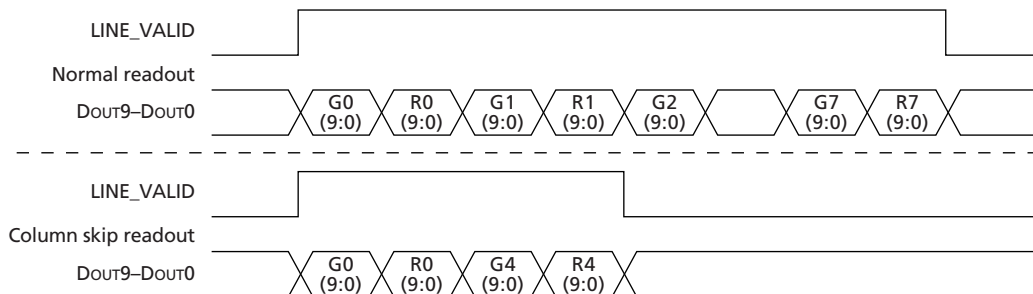 LINE_VALID
Normal readout
DOUT9–DOUT0
G0 (9:0) R0 (9:0) G1 (9:0) R1 (9:0) G2 (9:0) G7 (9:0) R7 (9:0)
LINE_VALID
Column skip readout
DOUT9–DOUT0
G0 (9:0) R0 (9:0) G4 (9:0) R4 (9:0)